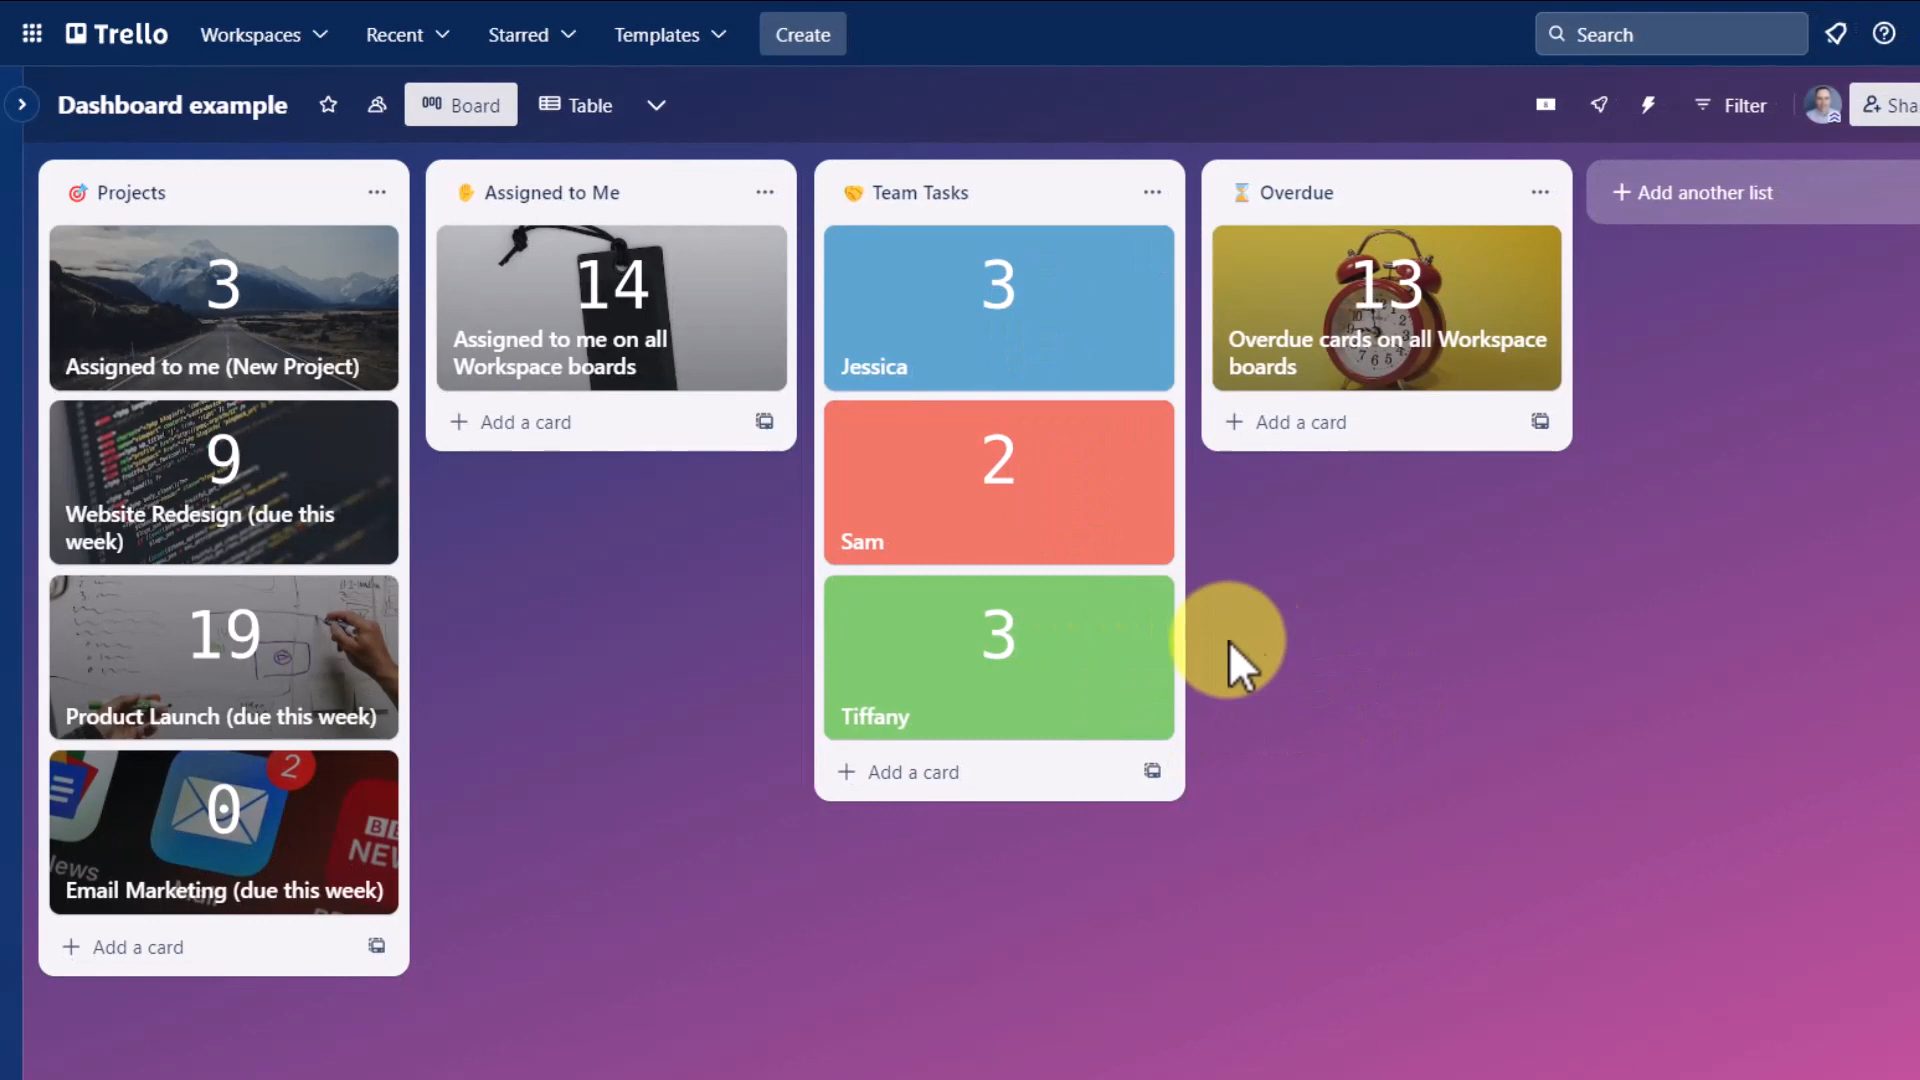 Trello
Workspaces
Recent
Starred
Templates
Create
Search
Dashboard example
Board
Table
Filter
Sha
Projects
3
Assigned to me (New Project)
9
Website Redesign (due this
week)
19
Product Launch (due this week)
2
0
News
BB
NEW
Email Marketing (due this week)
+ Add a card
Assigned to Me
14
Assigned to me on all
Workspace boards
+ Add a card
Team Tasks
3
Jessica
2
Sam
3
Tiffany
+ Add a card
Overdue
13
Overdue cards on all Workspace
boards
+ Add a card
+ Add another list